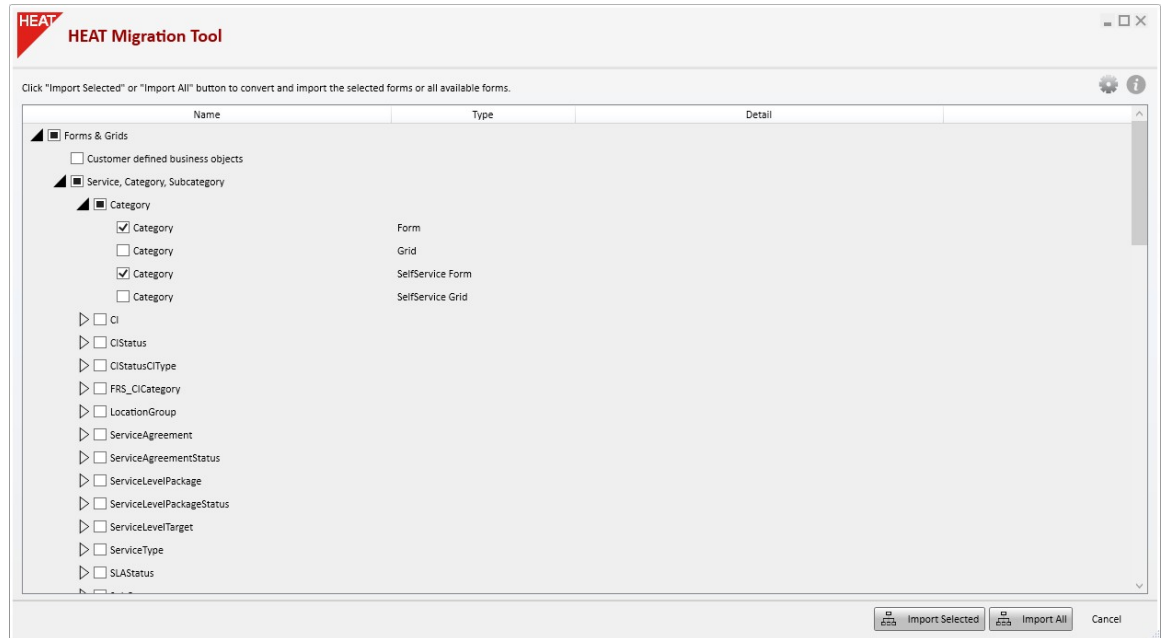 HEAT
HEAT Migration Tool
Click "Import Selected" or "Import All" button to convert and import the selected forms or all available forms.
Name Type Detail
Forms & Grids
Customer defined business objects
Service, Category, Subcategory
Category
Category Form
Category Grid
Category SelfService Form
Category SelfService Grid
CI
CIStatus
CIStatusCIType
FRS_CICategory
LocationGroup
ServiceAgreement
ServiceAgreementStatus
ServiceLevelPackage
ServiceLevelPackageStatus
ServiceLevelTarget
ServiceType
SLAStatus
Import Selected Import All Cancel